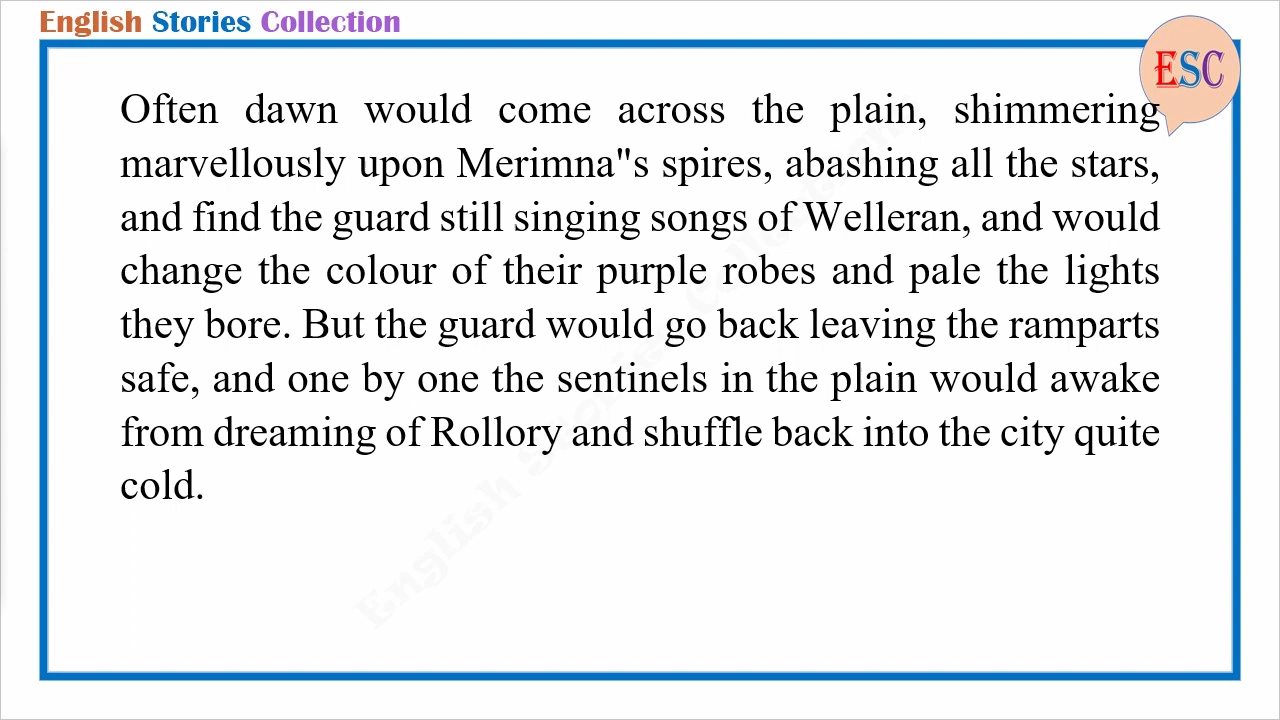 English Stories Collection
ESC
Often dawn would come across the plain, shimmering
marvellously upon Merimna"s spires, abashing all the stars,
and find the guard still singing songs of Welleran, and would
change the colour of their purple robes and pale the lights
they bore. But the guard would go back leaving the ramparts
safe, and one by one the sentinels in the plain would awake
from dreaming of Rollory and shuffle back into the city quite
cold.
English Stories Collection